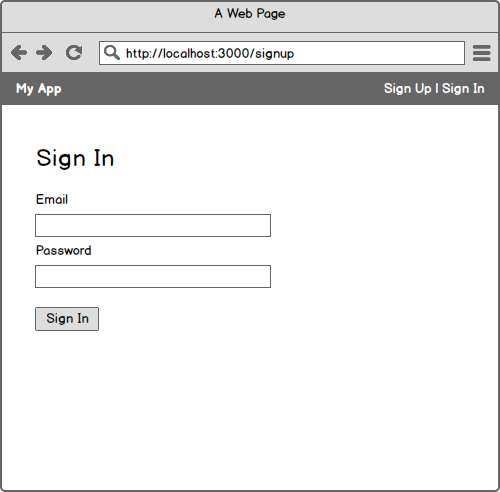 A Web Page
http://localhost:3000/signup
My App
Sign Up | Sign In
Sign In
Email
Password
Sign In